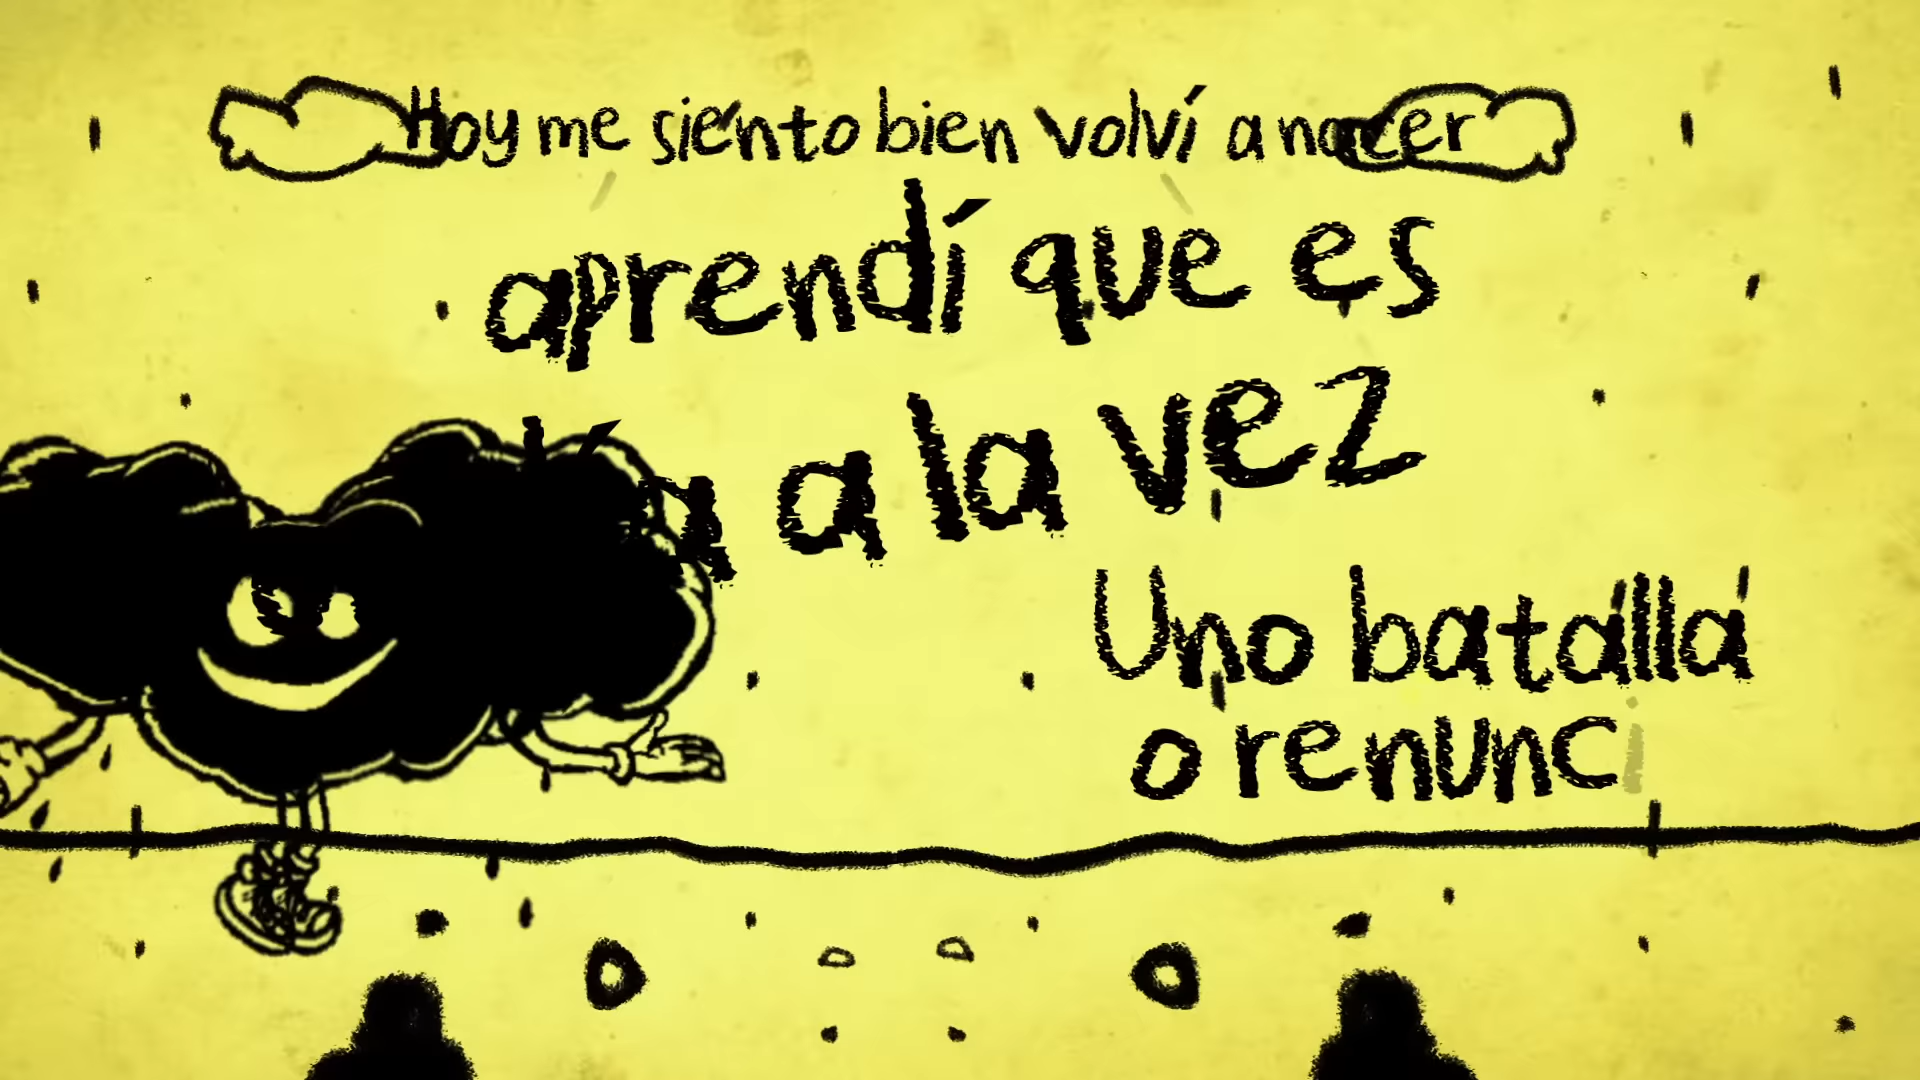 Hoy me siento bien volví a nacer
aprendí que es
a la vez
Uno batalla
o renunc